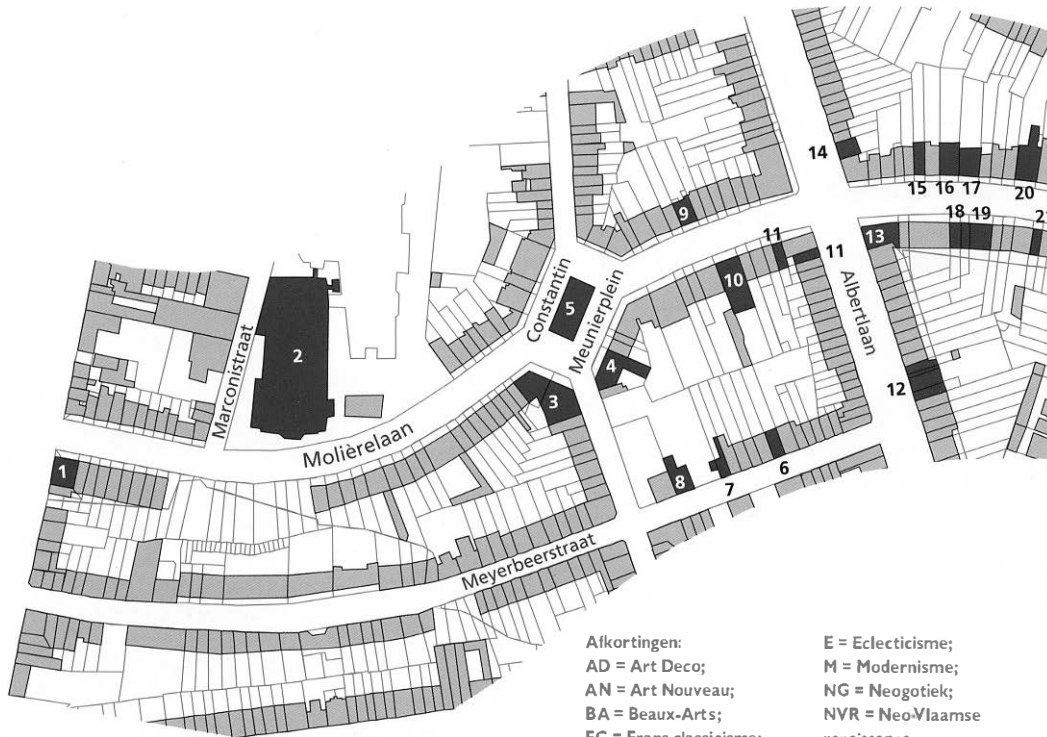 14
15 16 17
20
9
18 19
11
13
11
10
Constantin
5
Meunierplein
Albertlaan
Marconistraat
2
4
12
3
Molièrelaan
1
6
8
7
Meyerbeerstraat
Afkortingen:
AD = Art Deco;
AN = Art Nouveau;
BA = Beaux-Arts;
E = Eclecticisme;
M = Modernisme;
NG = Neogotiek;
NVR = Neo-Vlaamse